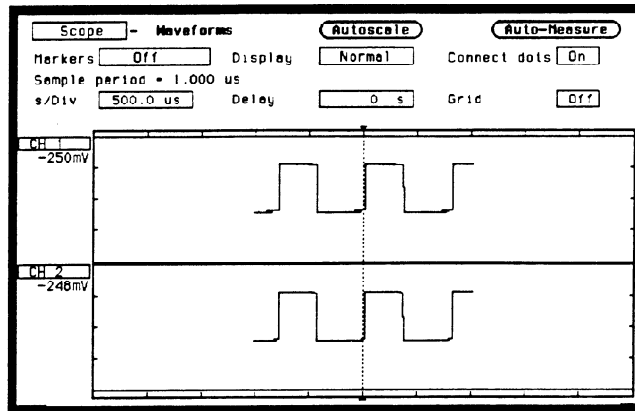 Scope - Waveforms Autoscale Auto-Measure
Markers Off Display Normal Connect dots On
Sample period = 1.000 us
s/Div 500.0 us Delay 0 s Grid Off
CH 1
-250mV
CH 2
-248mV